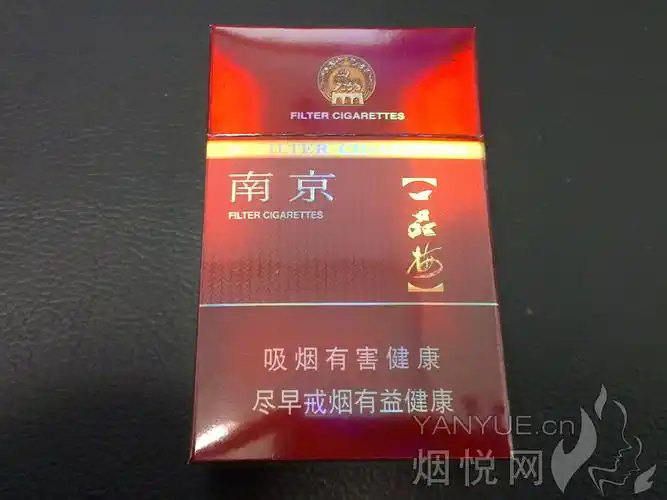 FILTER CIGARETTES
南京
FILTER CIGARETTES
【一品梅】
吸烟有害健康
尽早戒烟有益健康
YANYUE.cn
烟悦网